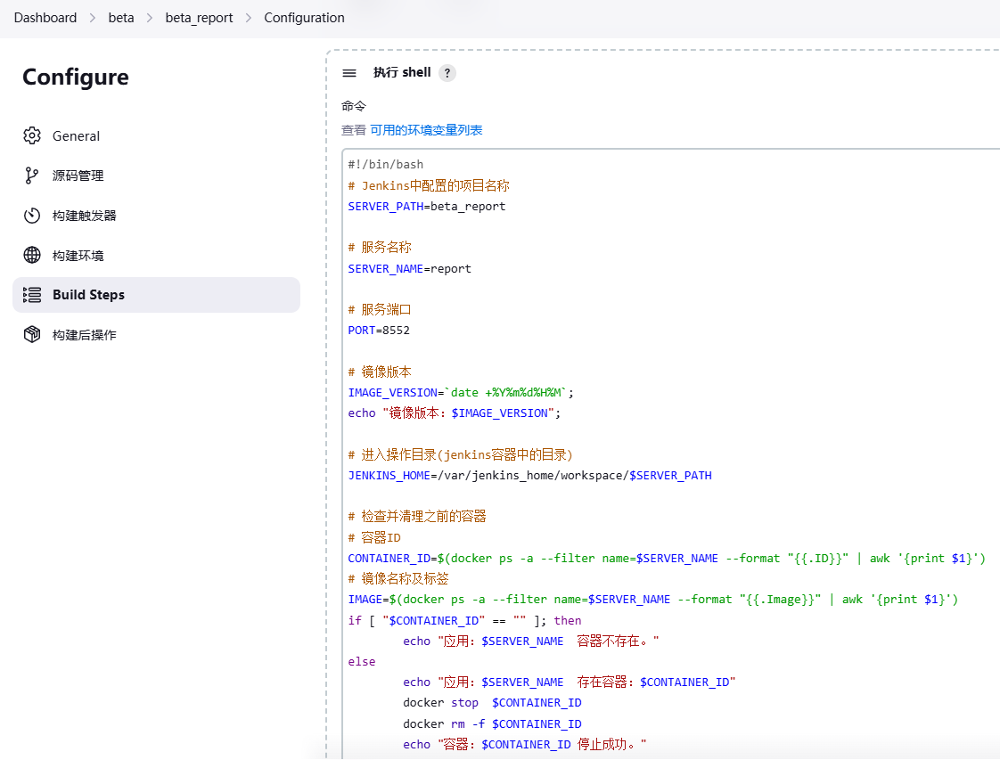 Dashboard > beta > beta_report > Configuration
Configure
General
源码管理
构建触发器
构建环境
Build Steps
构建后操作
执行 shell ?
命令
查看 可用的环境变量列表
#!/bin/bash
# Jenkins中配置的项目名称
SERVER_PATH=beta_report
# 服务名称
SERVER_NAME=report
# 服务端口
PORT=8552
# 镜像版本
IMAGE_VERSION=`date +%Y%m%d%H%M`;
echo "镜像版本：$IMAGE_VERSION";
# 进入操作目录(jenkins容器中的目录)
JENKINS_HOME=/var/jenkins_home/workspace/$SERVER_PATH
# 检查并清理之前的容器
# 容器ID
CONTAINER_ID=$(docker ps -a --filter name=$SERVER_NAME --format "{{.ID}}" | awk '{print $1}')
# 镜像名称及标签
IMAGE=$(docker ps -a --filter name=$SERVER_NAME --format "{{.Image}}" | awk '{print $1}')
if [ "$CONTAINER_ID" == "" ]; then
        echo "应用：$SERVER_NAME  容器不存在。"
else
        echo "应用：$SERVER_NAME  存在容器：$CONTAINER_ID"
        docker stop  $CONTAINER_ID
        docker rm -f $CONTAINER_ID
        echo "容器：$CONTAINER_ID 停止成功。"